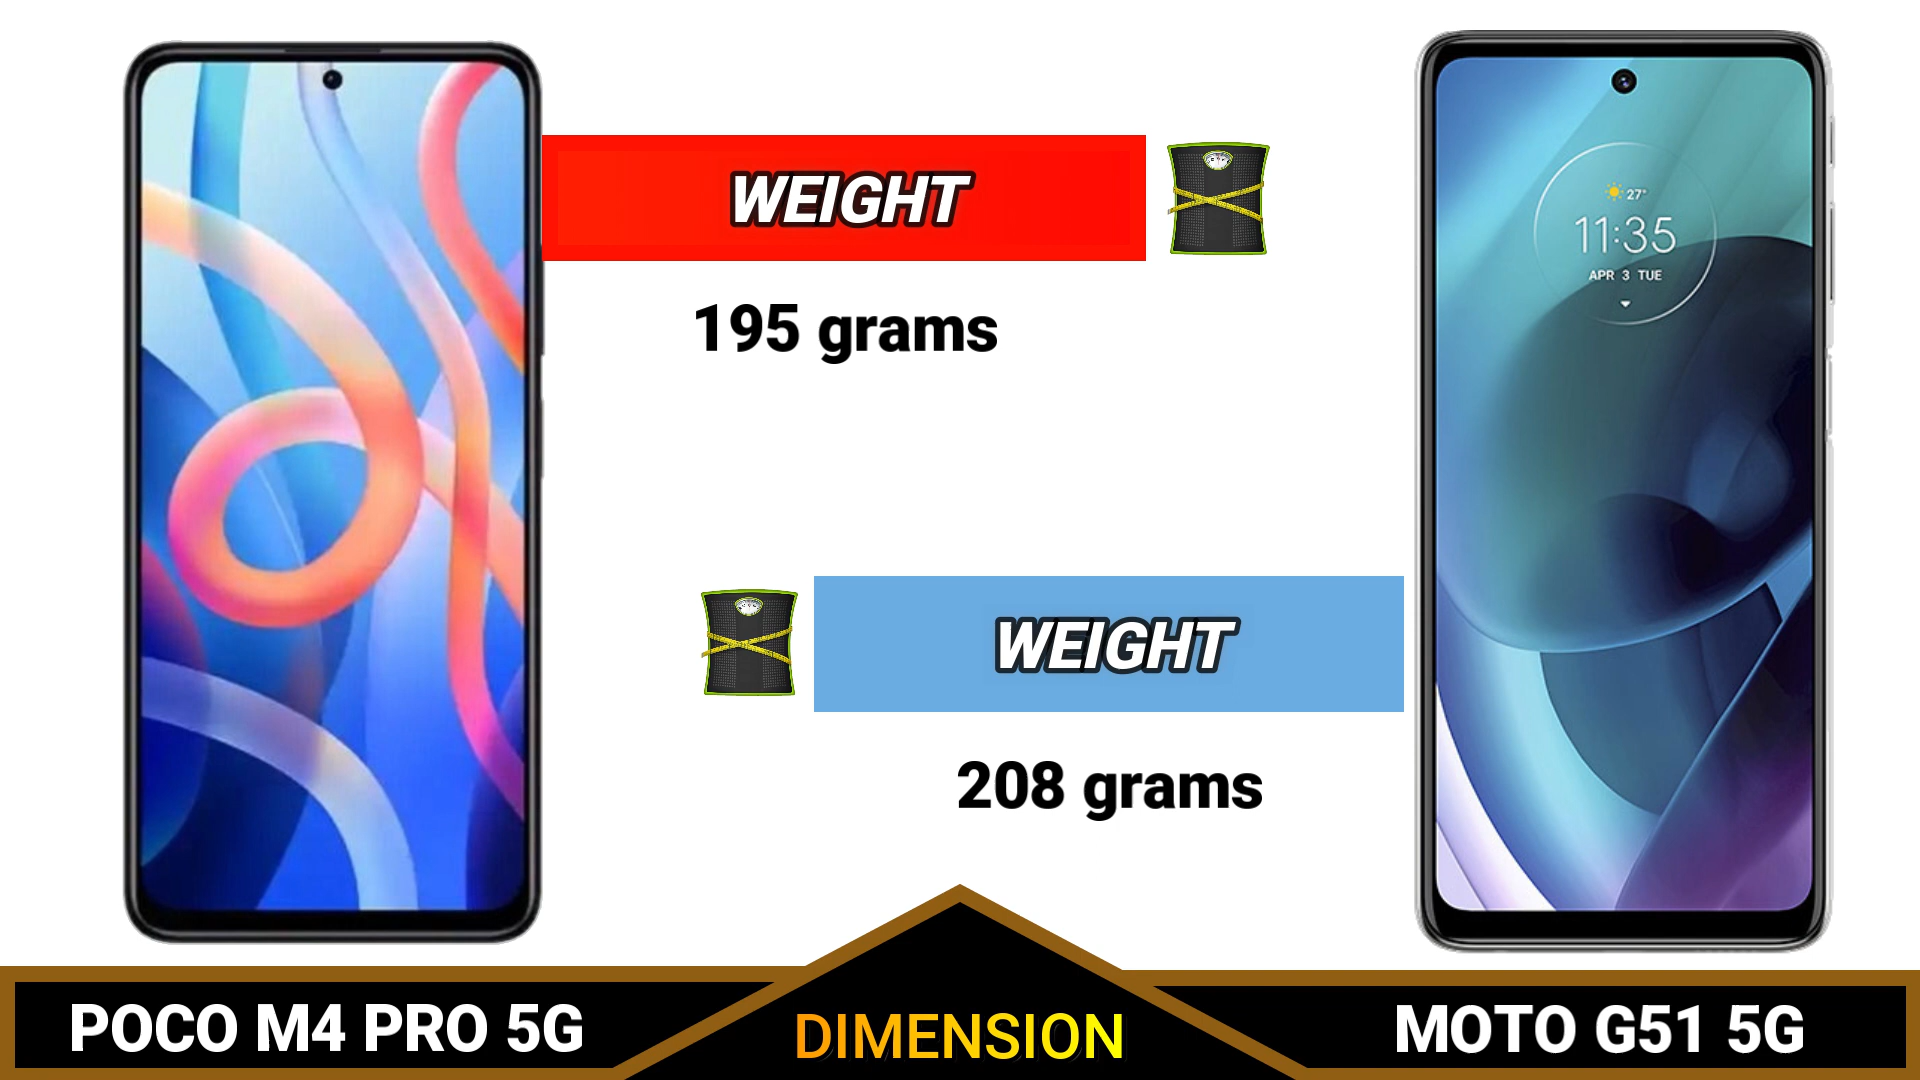 WEIGHT
195 grams
27°
11:35
APR 3 TUE
WEIGHT
208 grams
POCO M4 PRO 5G
DIMENSION
MOTO G51 5G